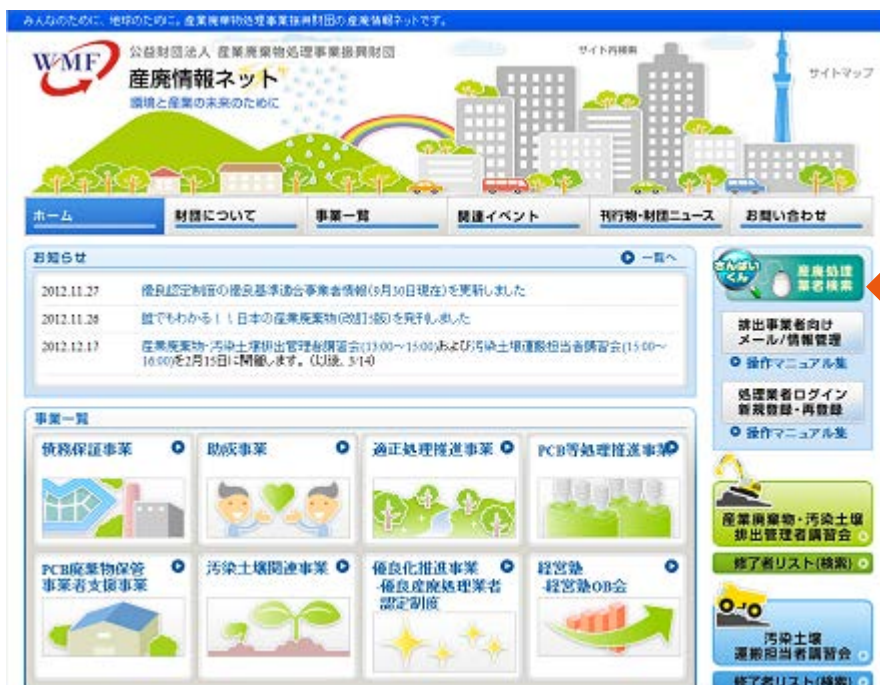 みんなのために、地球のために。産業廃棄物処理事業振興財団の産廃情報ネットです。
WMF
公益財団法人 産業廃棄物処理事業振興財団
産廃情報ネット
環境と産業の未来のために
サイト内検索
サイトマップ
ホーム
財団について
事業一覧
関連イベント
刊行物・財団ニュース
お問い合わせ
お知らせ
一覧へ
2012.11.27 優良認定制度の優良基準適合事業者情報(9月30日現在)を更新しました
2012.11.26 誰でもわかる！！日本の産業廃棄物(改訂5版)を発刊しました
2012.12.17 産業廃棄物・汚染土壌排出管理者講習会(13:00～15:00)および汚染土壌運搬担当者講習会(15:00～
16:00)を2月15日に開催します。(以後、3/14)
さんぱい
くん
産廃処理
業者検索
排出事業者向け
メール/情報管理
操作マニュアル集
処理業者ログイン
新規登録・再登録
操作マニュアル集
事業一覧
債務保証事業
助成事業
適正処理推進事業
PCB等処理推進事業
PCB廃棄物保管
事業者支援事業
汚染土壌関連事業
優良化推進事業
-優良産廃処理業者
認定制度
経営塾
-経営塾OB会
産業廃棄物・汚染土壌
排出管理者講習会
修了者リスト(検索)
汚染土壌
運搬担当者講習会
修了者リスト(検索)